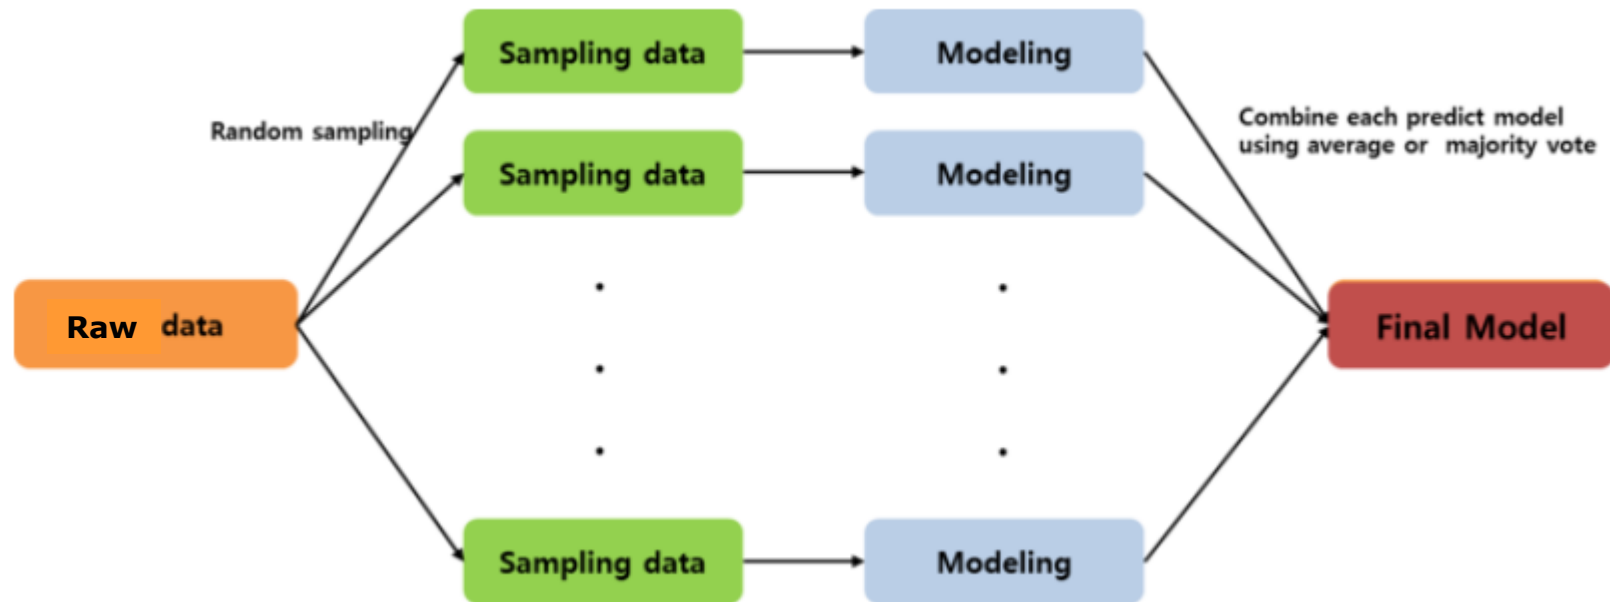 Sampling data
Modeling
Random sampling
Combine each predict model
using average or majority vote
Sampling data
Modeling
Raw data
Final Model
Sampling data
Modeling